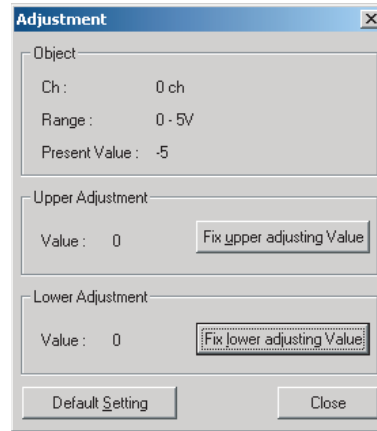 Adjustment
Object
Ch : 0 ch
Range : 0 - 5V
Present Value : -5
Upper Adjustment
Value : 0 Fix upper adjusting Value
Lower Adjustment
Value : 0 Fix lower adjusting Value
Default Setting Close